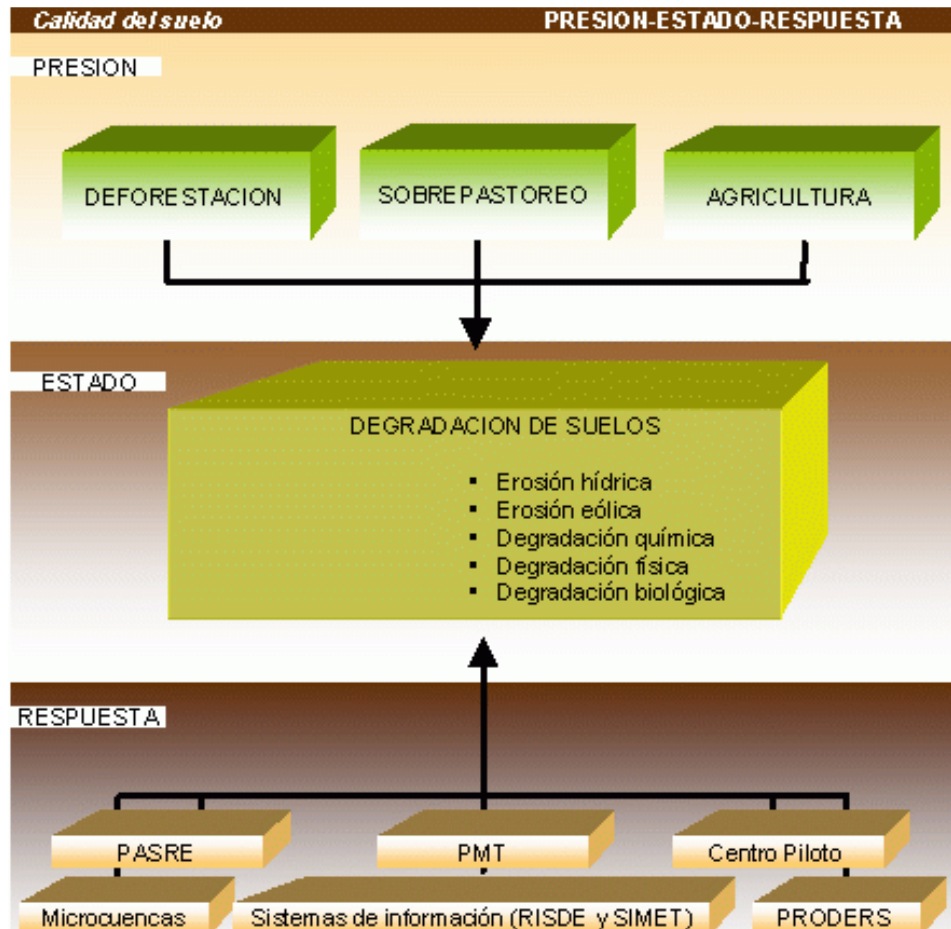 Calidad del suelo
PRESION-ESTADO-RESPUESTA
PRESION
DEFORESTACION
SOBREPASTOREO
AGRICULTURA
ESTADO
DEGRADACION DE SUELOS
▪ Erosión hídrica
▪ Erosión eólica
▪ Degradación química
▪ Degradación física
▪ Degradación biológica
RESPUESTA
PASRE
PMT
Centro Piloto
Microcuencas
Sistemas de información (RISDE y SIMET)
PRODERS